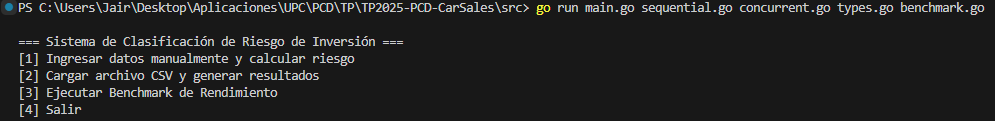 PS C:\Users\Jair\Desktop\Aplicaciones\UPC\PCD\TP\TP2025-PCD-CarSales\src> go run main.go sequential.go concurrent.go types.go benchmark.go
=== Sistema de Clasificación de Riesgo de Inversión ===
[1] Ingresar datos manualmente y calcular riesgo
[2] Cargar archivo CSV y generar resultados
[3] Ejecutar Benchmark de Rendimiento
[4] Salir